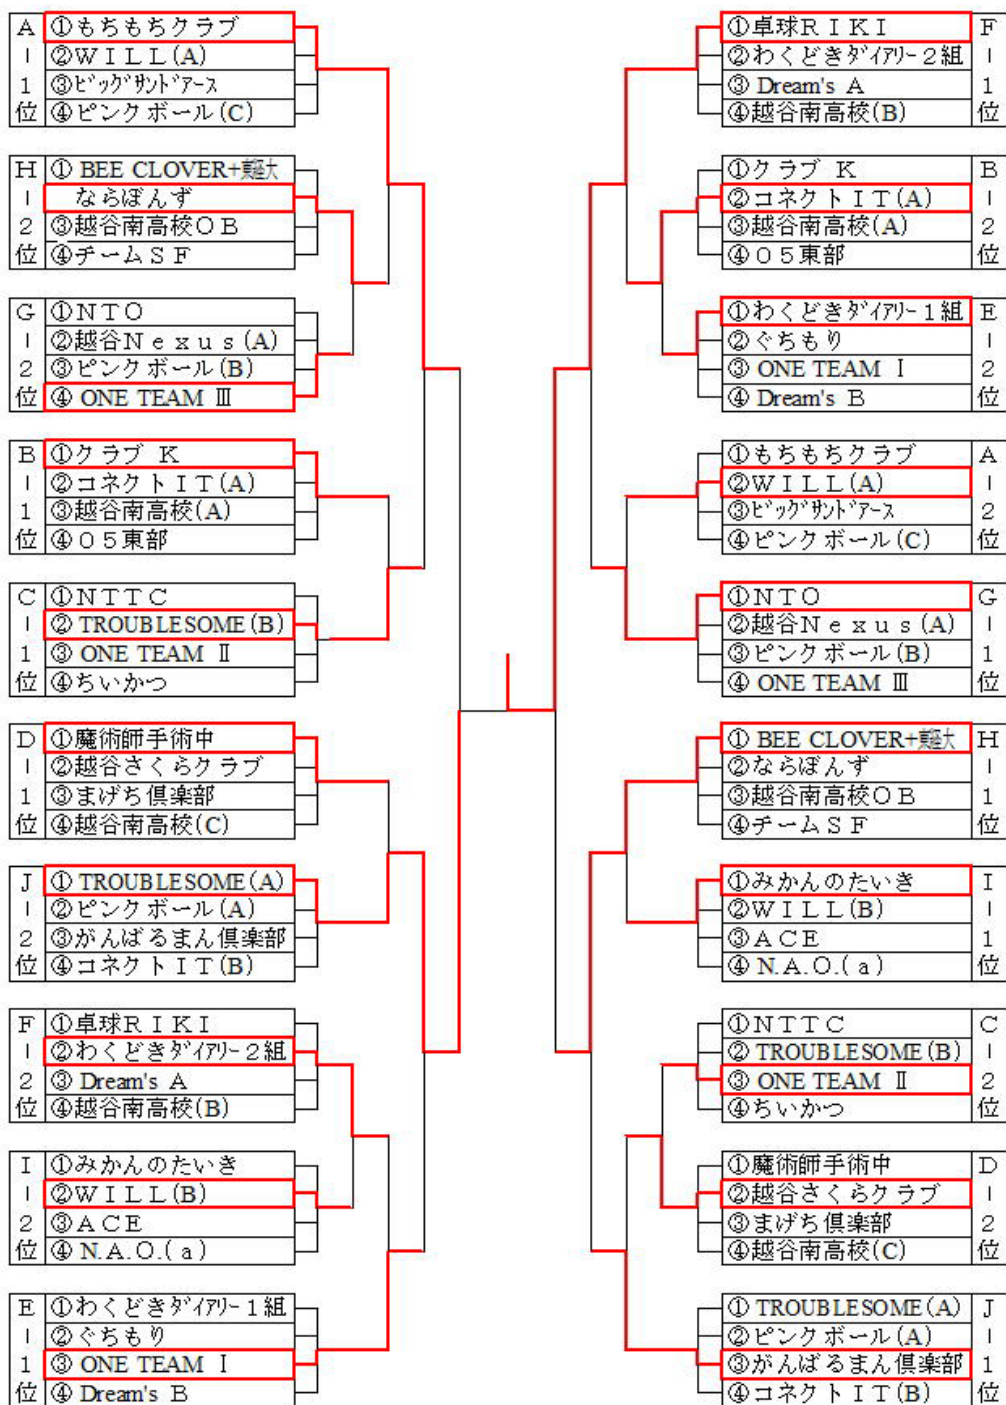 A-1位
①もちもちクラブ
②WILL(A)
③ビッグサンドアース
④ピンクボール(C)
H-2位
① BEE CLOVER+東経大
ならぽんず
③越谷南高校OB
④チームSF
G-2位
①NTO
②越谷Nexus(A)
③ピンクボール(B)
④ ONE TEAM Ⅲ
B-1位
①クラブ K
②コネクトIT(A)
③越谷南高校(A)
④05東部
C-1位
①NTTC
② TROUBLESOME(B)
③ ONE TEAM Ⅱ
④ちいかつ
D-1位
①魔術師手術中
②越谷さくらクラブ
③まげち倶楽部
④越谷南高校(C)
J-2位
① TROUBLESOME(A)
②ピンクボール(A)
③がんばるまん倶楽部
④コネクトIT(B)
F-2位
①卓球RIKI
②わくどきダイアリー2組
③ Dream's A
④越谷南高校(B)
I-2位
①みかんのたいき
②WILL(B)
③ACE
④ N.A.O.(a)
E-1位
①わくどきダイアリー1組
②ぐちもり
③ ONE TEAM Ⅰ
④ Dream's B
F-1位
①卓球RIKI
②わくどきダイアリー2組
③ Dream's A
④越谷南高校(B)
B-2位
①クラブ K
②コネクトIT(A)
③越谷南高校(A)
④05東部
E-2位
①わくどきダイアリー1組
②ぐちもり
③ ONE TEAM Ⅰ
④ Dream's B
A-2位
①もちもちクラブ
②WILL(A)
③ビッグサンドアース
④ピンクボール(C)
G-1位
①NTO
②越谷Nexus(A)
③ピンクボール(B)
④ ONE TEAM Ⅲ
H-1位
① BEE CLOVER+東経大
②ならぽんず
③越谷南高校OB
④チームSF
I-1位
①みかんのたいき
②WILL(B)
③ACE
④ N.A.O.(a)
C-2位
①NTTC
② TROUBLESOME(B)
③ ONE TEAM Ⅱ
④ちいかつ
D-2位
①魔術師手術中
②越谷さくらクラブ
③まげち倶楽部
④越谷南高校(C)
J-1位
① TROUBLESOME(A)
②ピンクボール(A)
③がんばるまん倶楽部
④コネクトIT(B)